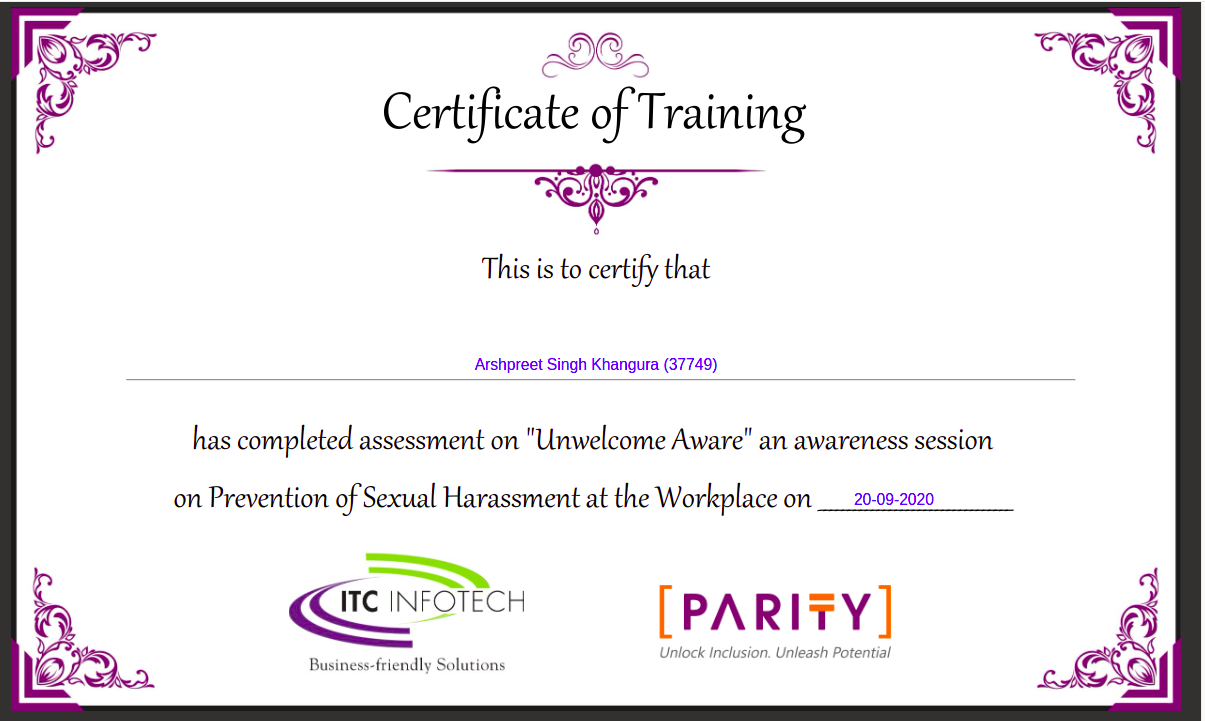 Certificate of Training
This is to certify that
Arshpreet Singh Khangura (37749)
has completed assessment on "Unwelcome Aware" an awareness session
on Prevention of Sexual Harassment at the Workplace on 20-09-2020
ITC INFOTECH
Business-friendly Solutions
[PARITY]
Unlock Inclusion. Unleash Potential